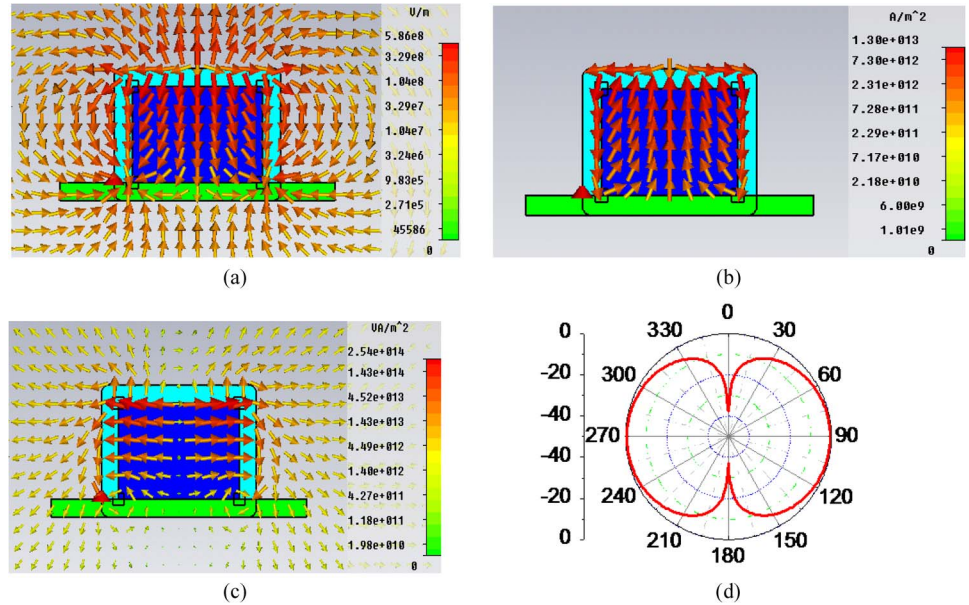 V/m
5.86e8
3.29e8
1.04e8
3.29e7
1.04e7
3.24e6
9.83e5
2.71e5
45586
0
(a)
A/m^2
1.30e+013
7.30e+012
2.31e+012
7.28e+011
2.29e+011
7.17e+010
2.18e+010
6.00e9
1.01e9
0
(b)
VA/m^2
2.54e+014
1.43e+014
4.52e+013
1.43e+013
4.49e+012
1.40e+012
4.27e+011
1.18e+011
1.98e+010
0
(c)
0
330
30
0
-10
300
60
-20
-30
-40
270
90
-40
-30
-20
240
120
-10
0
210
150
180
(d)